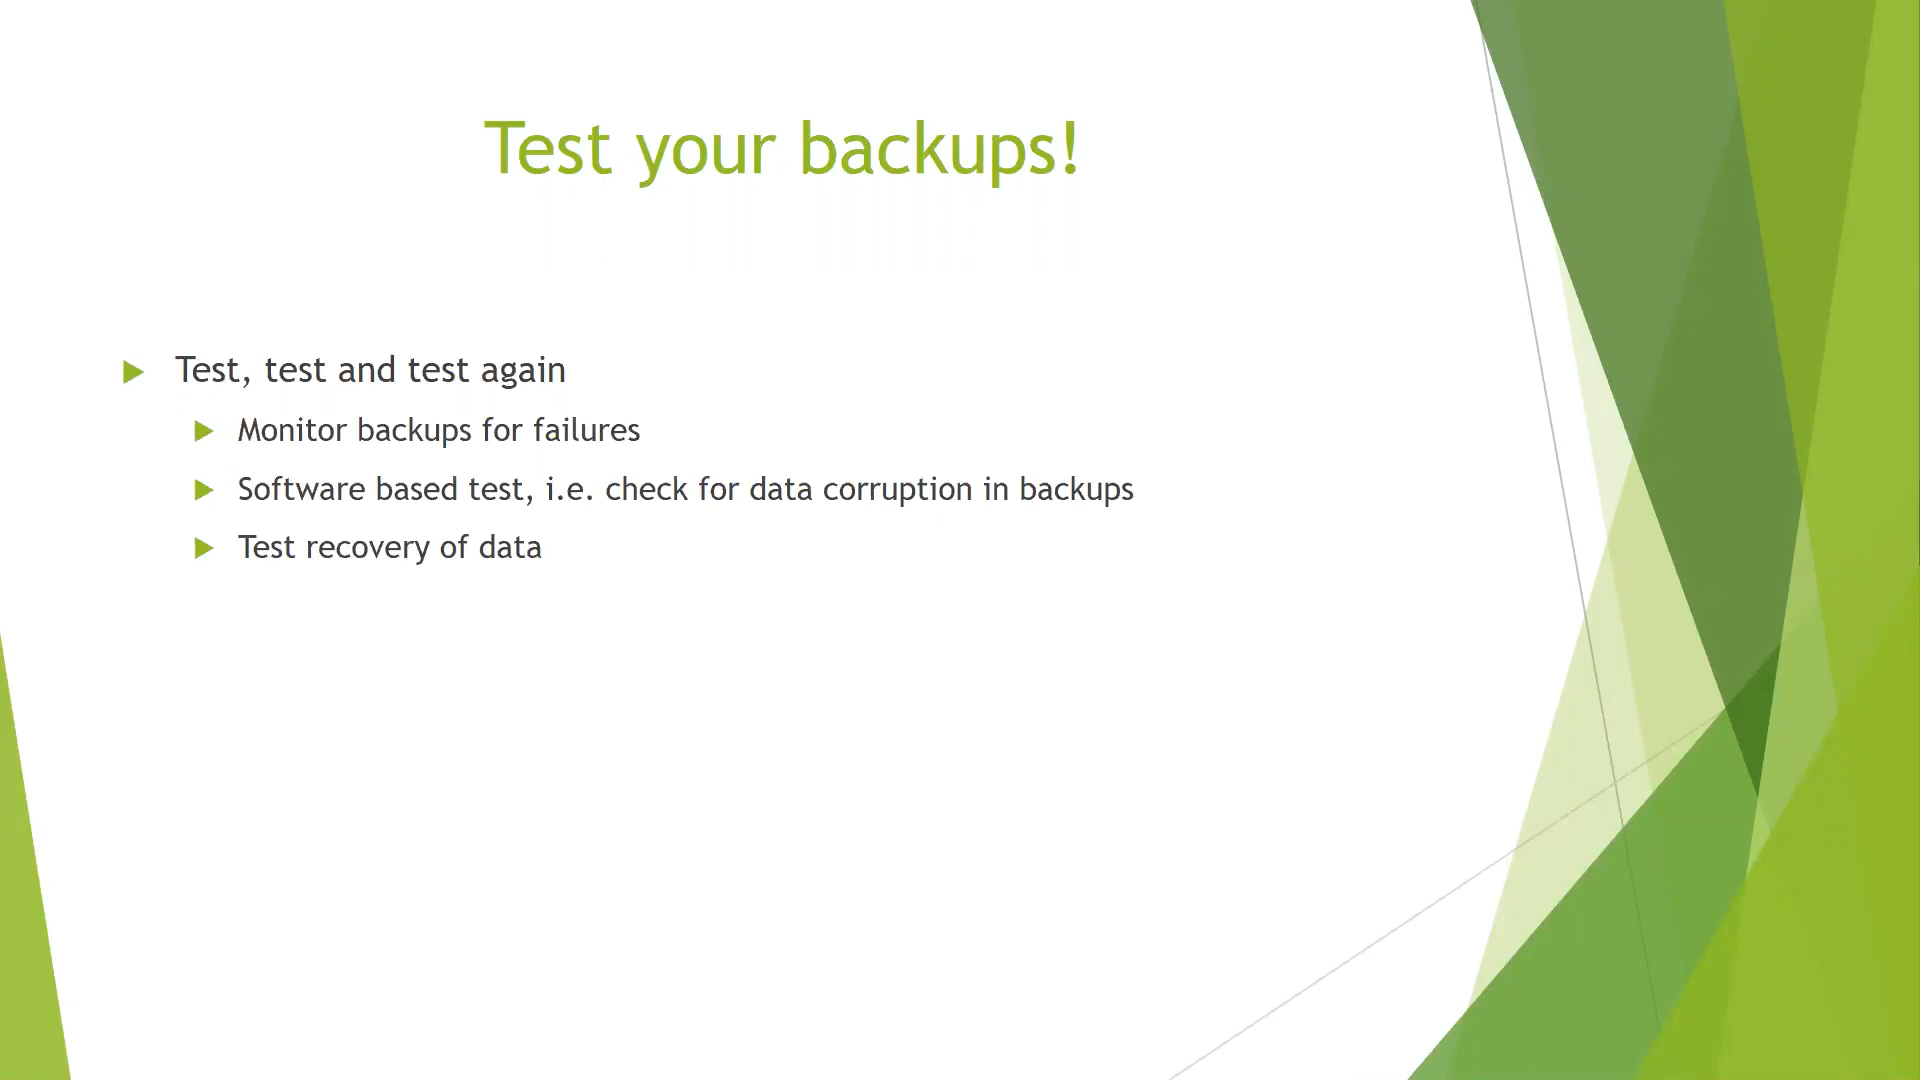 Test your backups!
Test, test and test again
Monitor backups for failures
Software based test, i.e. check for data corruption in backups
Test recovery of data